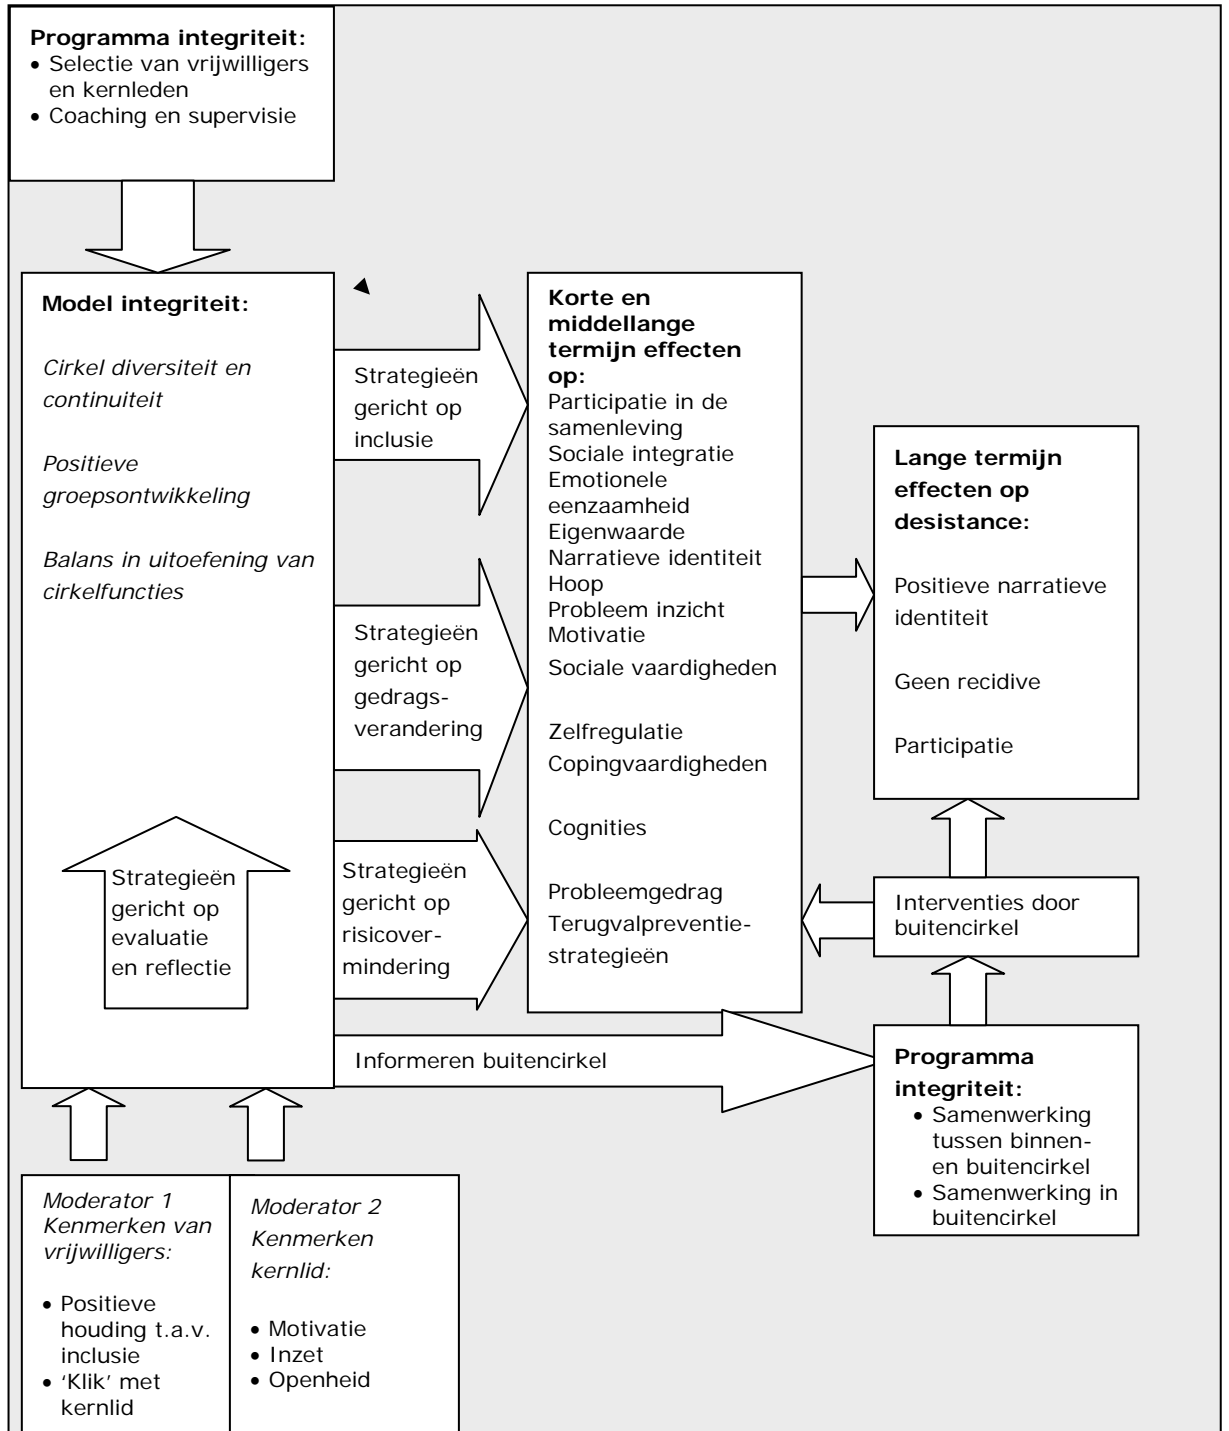 Programma integriteit:
• Selectie van vrijwilligers
en kernleden
• Coaching en supervisie
Model integriteit:
Cirkel diversiteit en
continuiteit
Positieve
groepsontwikkeling
Balans in uitoefening van
cirkelfuncties
Strategieën
gericht op
evaluatie
en reflectie
Strategieën
gericht op
inclusie
Strategieën
gericht op
gedrags-
verandering
Strategieën
gericht op
risicover-
mindering
Korte en
middellange
termijn effecten
op:
Participatie in de
samenleving
Sociale integratie
Emotionele
eenzaamheid
Eigenwaarde
Narratieve identiteit
Hoop
Probleem inzicht
Motivatie
Sociale vaardigheden
Zelfregulatie
Copingvaardigheden
Cognities
Probleemgedrag
Terugvalpreventie-
strategieën
Lange termijn
effecten op
desistance:
Positieve narratieve
identiteit
Geen recidive
Participatie
Interventies door
buitencirkel
Informeren buitencirkel
Programma
integriteit:
• Samenwerking
tussen binnen-
en buitencirkel
• Samenwerking in
buitencirkel
Moderator 1
Kenmerken van
vrijwilligers:
• Positieve
houding t.a.v.
inclusie
• ‘Klik’ met
kernlid
Moderator 2
Kenmerken
kernlid:
• Motivatie
• Inzet
• Openheid